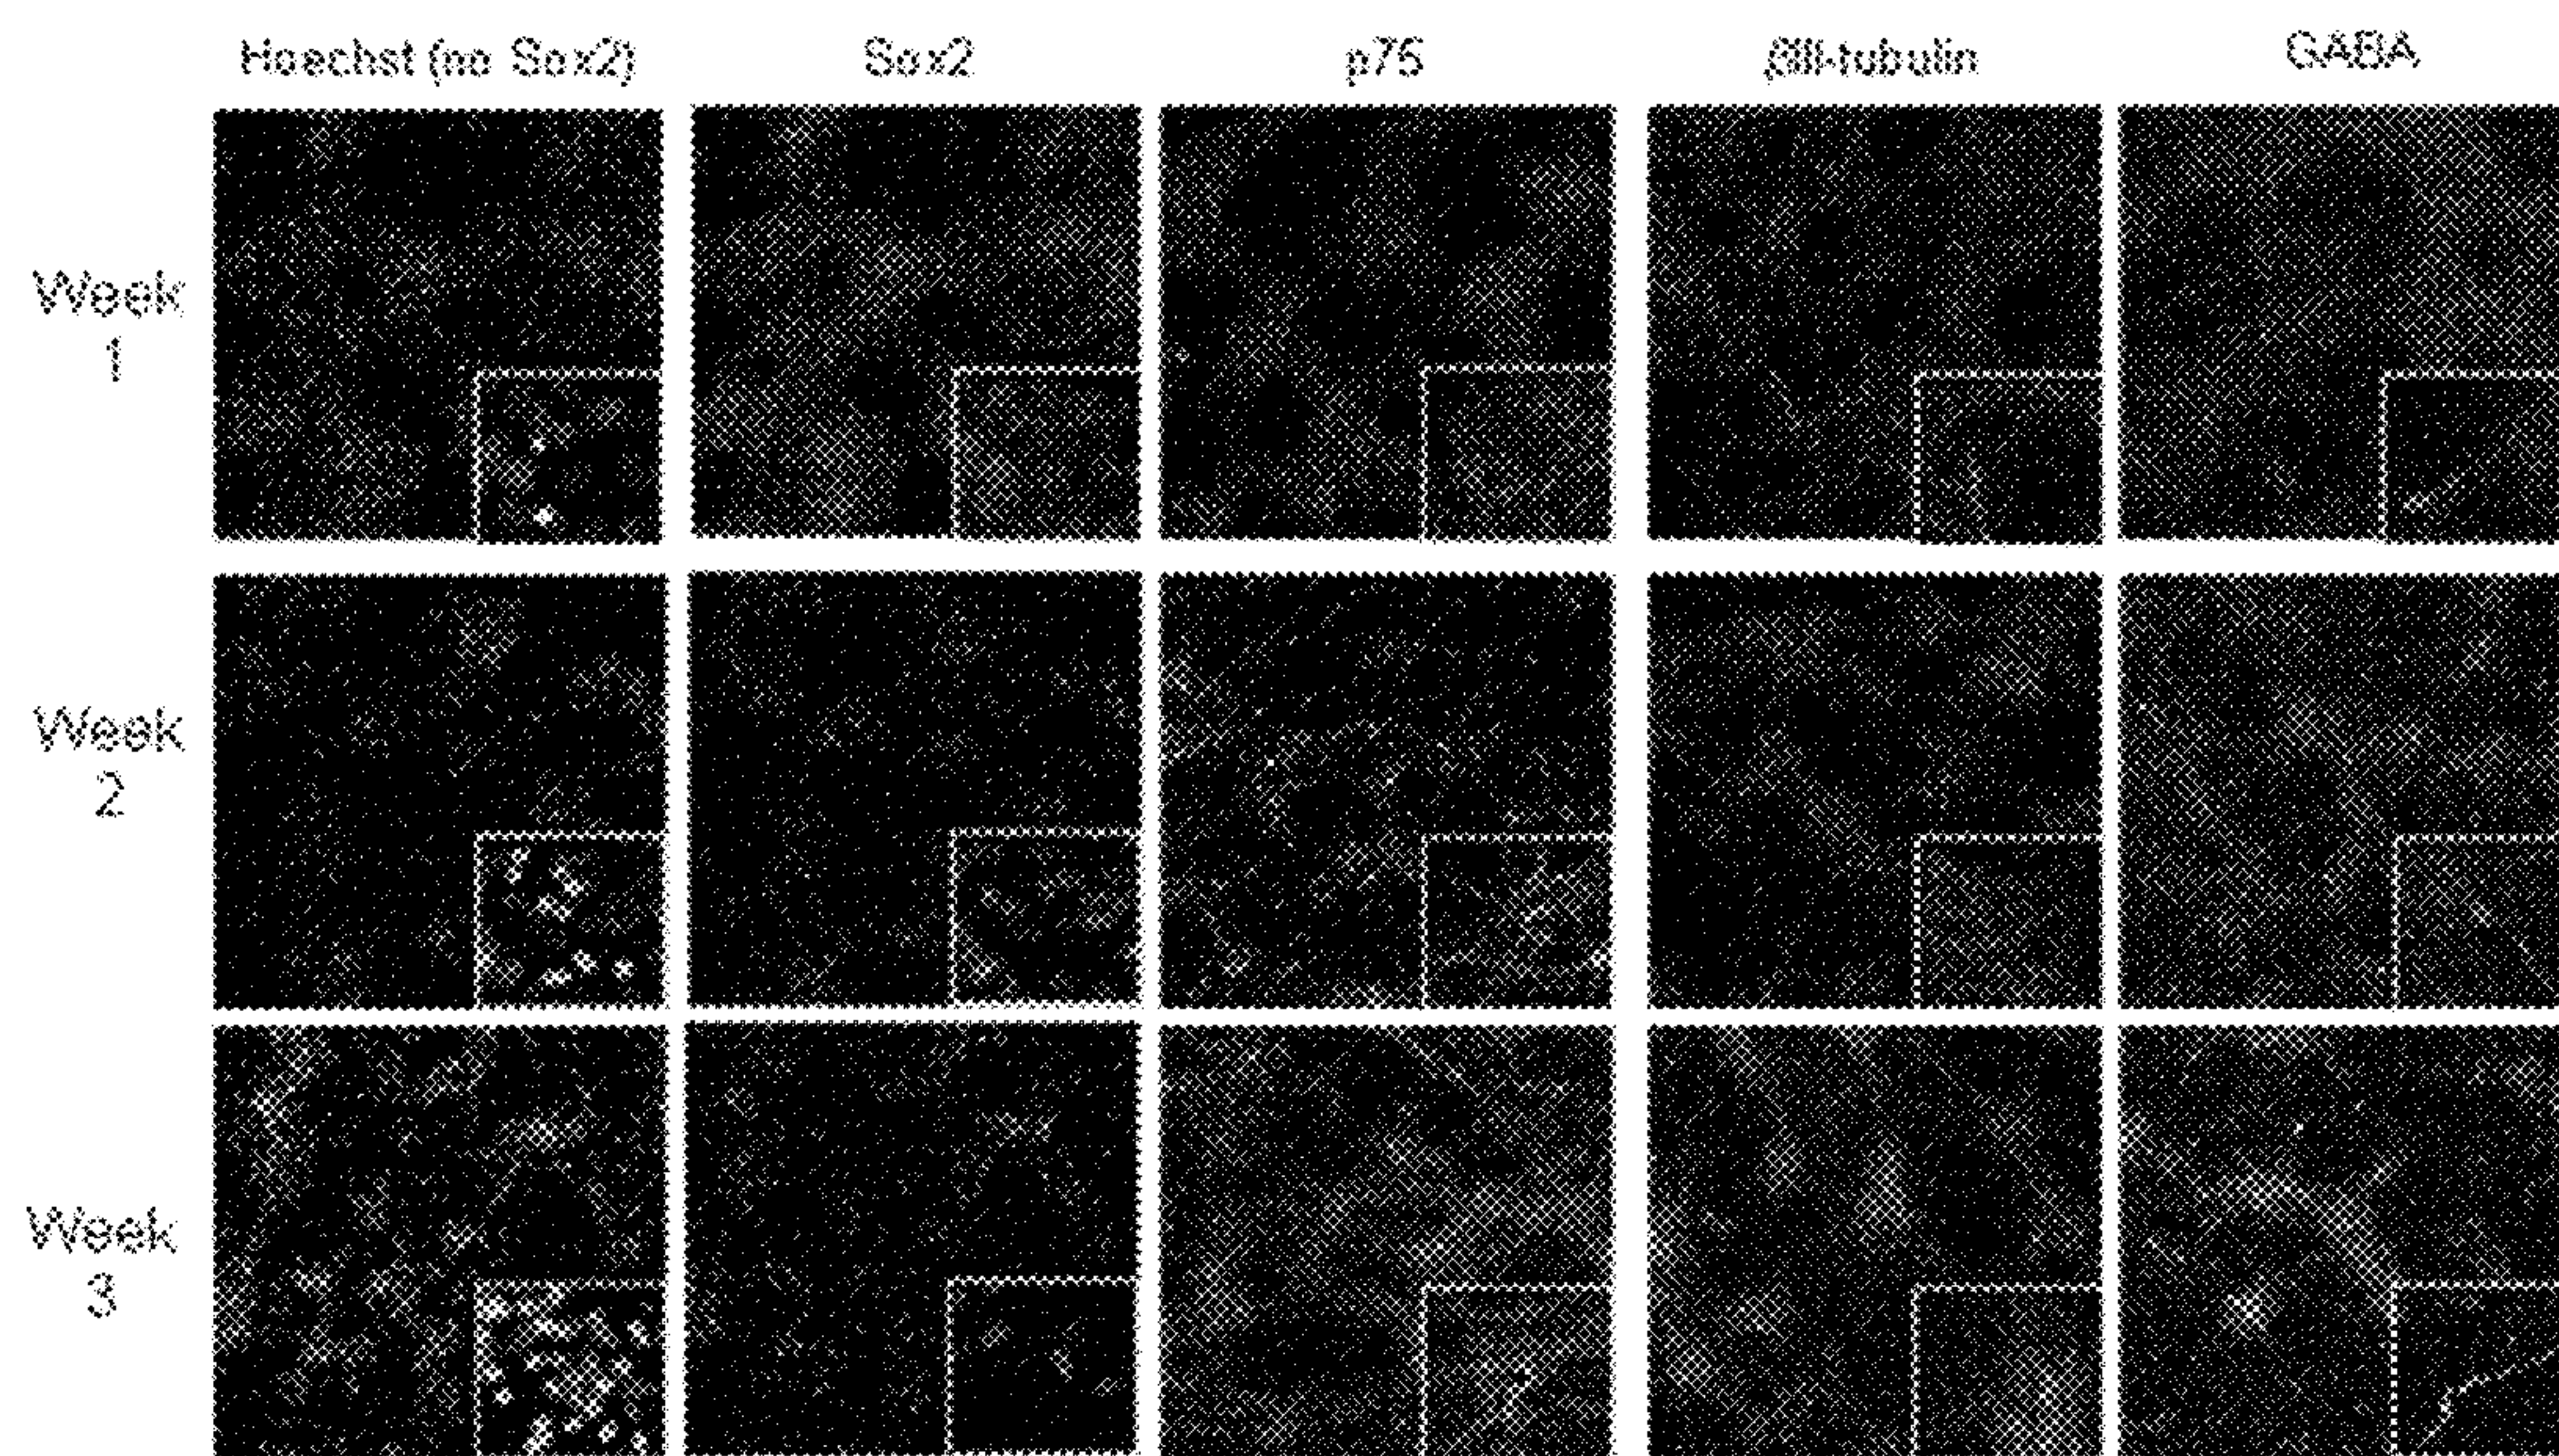 Hoechst (no Sox2) Sox2 p75 βIII-tubulin GABA
Week
1
Week
2
Week
3